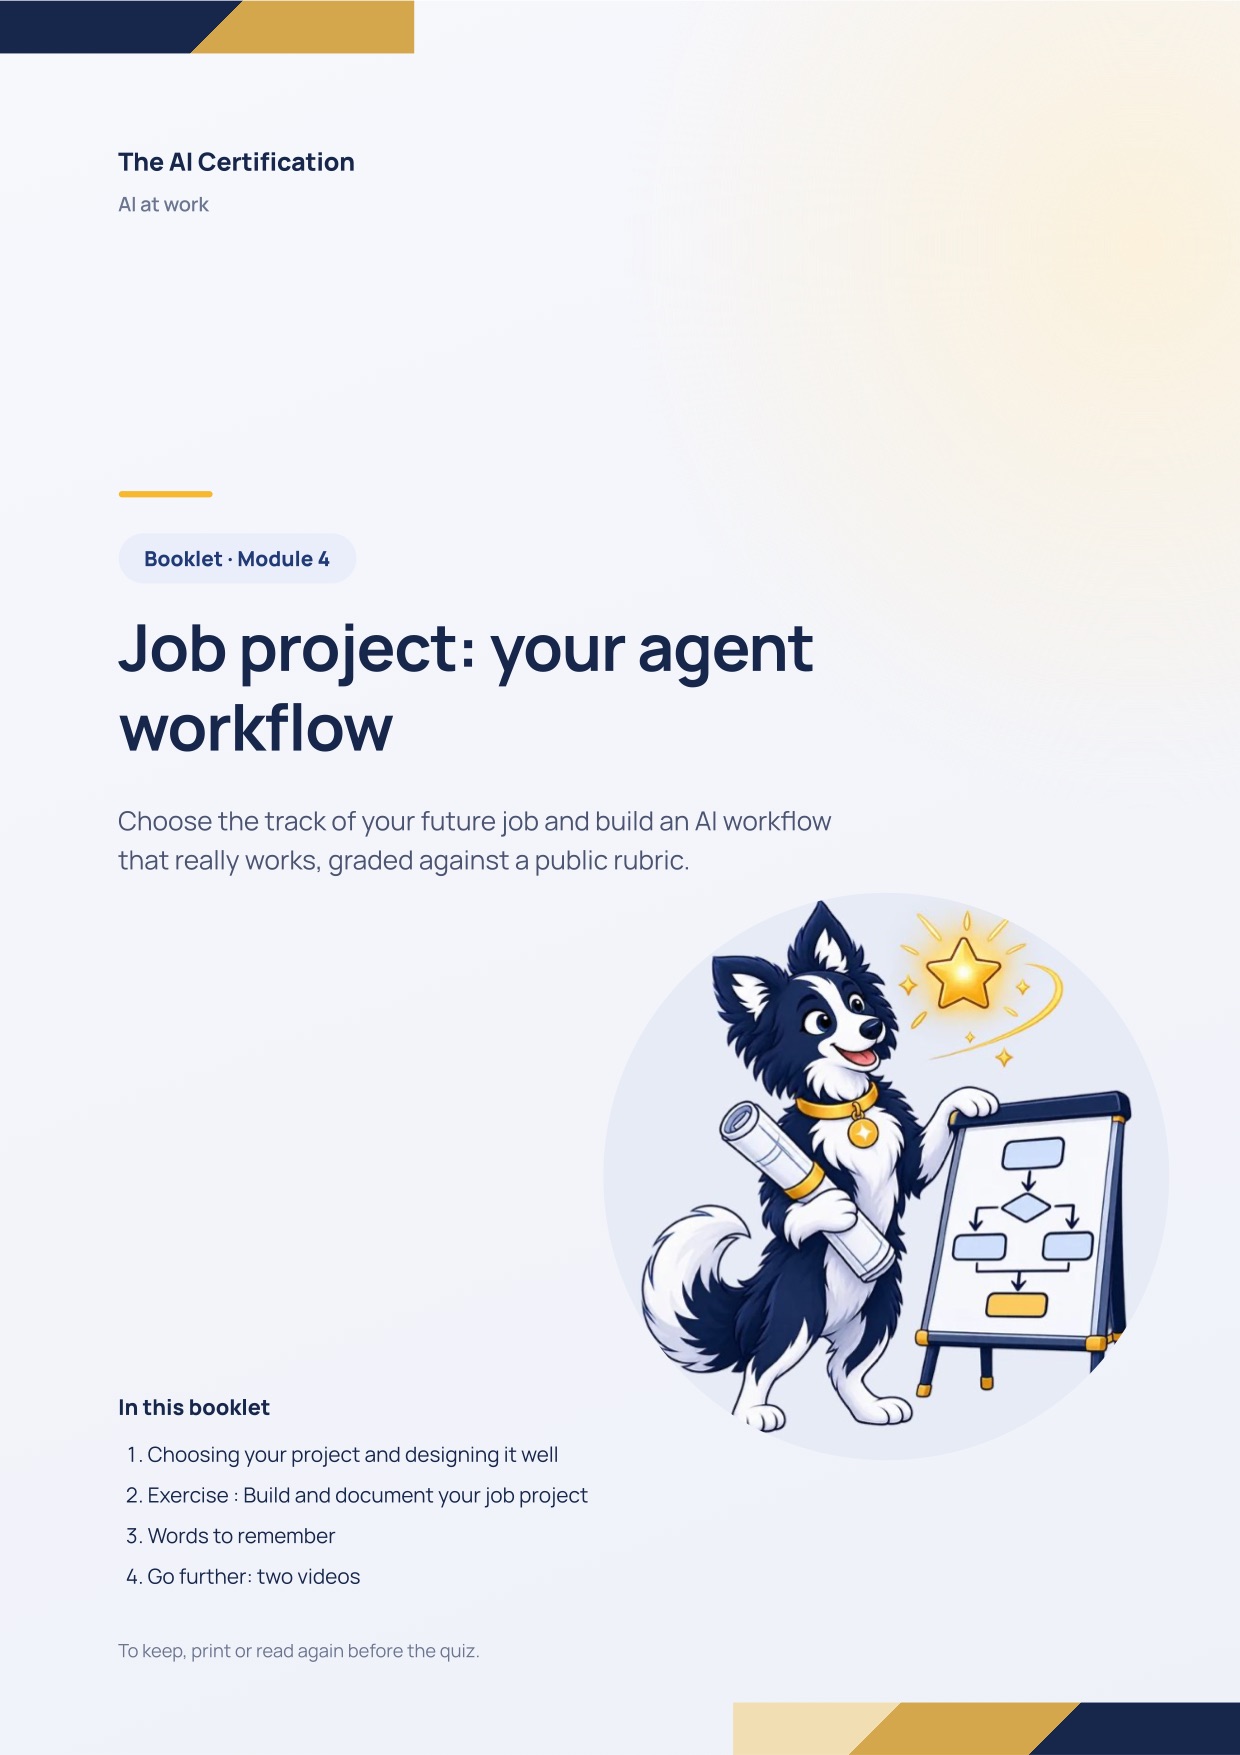 The AI Certification
AI at work
Booklet · Module 4
Job project: your agent
workflow
Choose the track of your future job and build an AI workflow
that really works, graded against a public rubric.
In this booklet
1. Choosing your project and designing it well
2. Exercise : Build and document your job project
3. Words to remember
4. Go further: two videos
To keep, print or read again before the quiz.